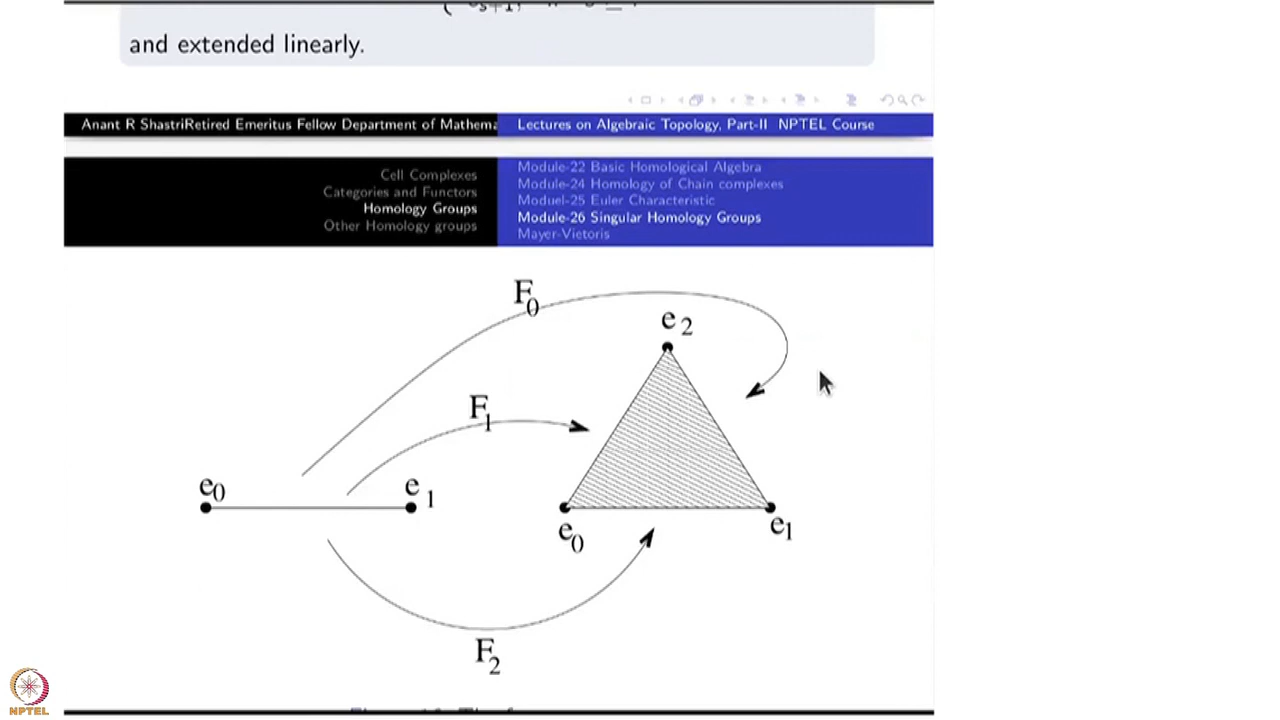 and extended linearly.
Anant R ShastriRetired Emeritus Fellow Department of Mathema
Lectures on Algebraic Topology, Part-II NPTEL Course
Cell Complexes
Categories and Functors
Homology Groups
Other Homology groups
Module-22 Basic Homological Algebra
Module-24 Homology of Chain complexes
Moduel-25 Euler Characteristic
Module-26 Singular Homology Groups
Mayer-Vietoris
F0
e2
F1
e0 e1
e0 e1
F2
NPTEL